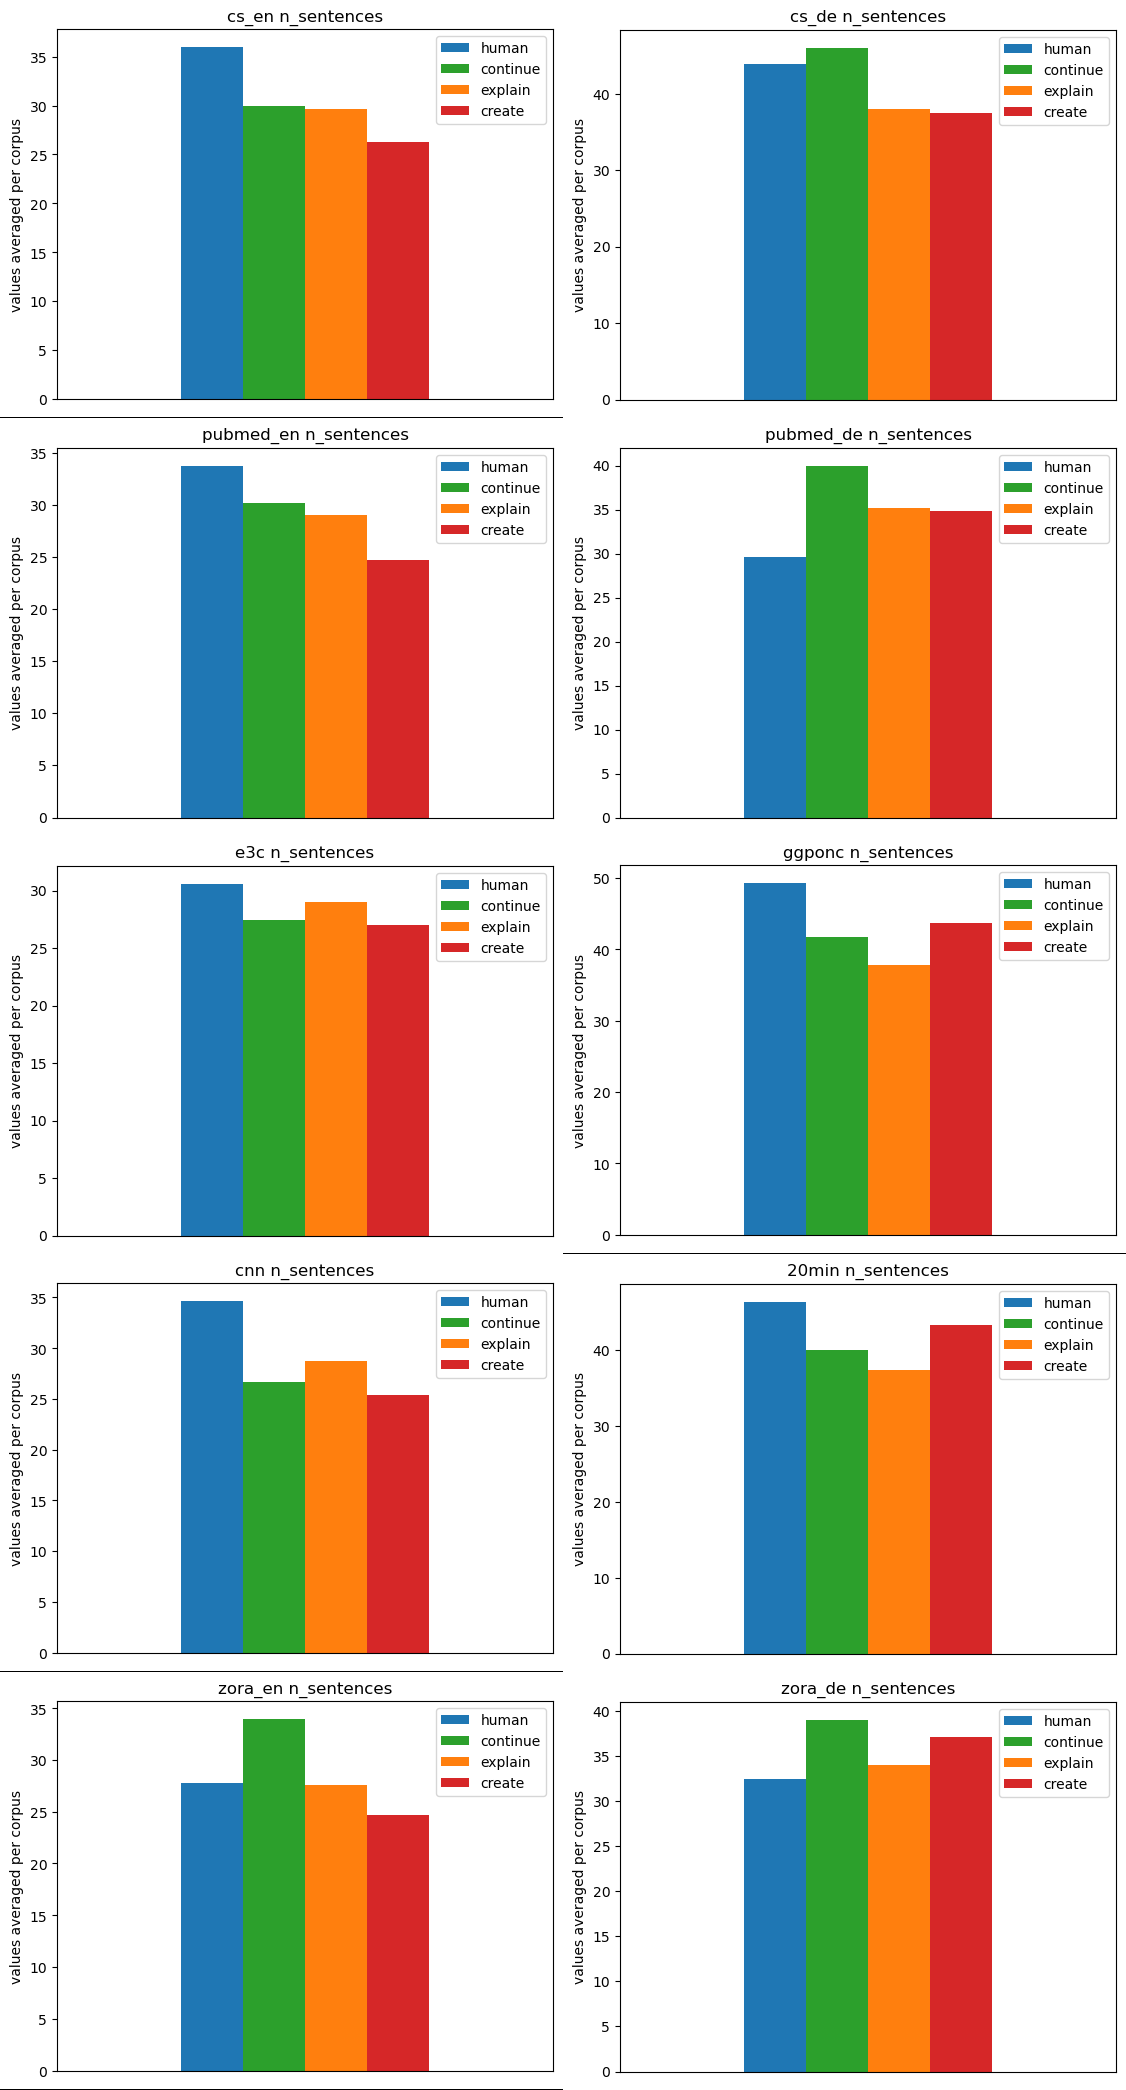 cs_en n_sentences
values averaged per corpus
35
30
25
20
15
10
5
0
human
continue
explain
create
cs_de n_sentences
values averaged per corpus
40
40
30
20
10
0
human
continue
explain
create
pubmed_en n_sentences
values averaged per corpus
35
30
25
20
15
10
5
0
human
continue
explain
create
pubmed_de n_sentences
values averaged per corpus
40
35
30
25
20
15
10
5
0
human
continue
explain
create
e3c n_sentences
values averaged per corpus
30
25
20
15
10
5
0
human
continue
explain
create
ggponc n_sentences
values averaged per corpus
50
40
30
20
10
0
human
continue
explain
create
cnn n_sentences
values averaged per corpus
35
30
25
20
15
10
5
0
human
continue
explain
create
20min n_sentences
values averaged per corpus
40
40
30
20
10
0
human
continue
explain
create
zora_en n_sentences
values averaged per corpus
35
30
25
20
15
10
5
0
human
continue
explain
create
zora_de n_sentences
values averaged per corpus
40
35
30
25
20
15
10
5
0
human
continue
explain
create